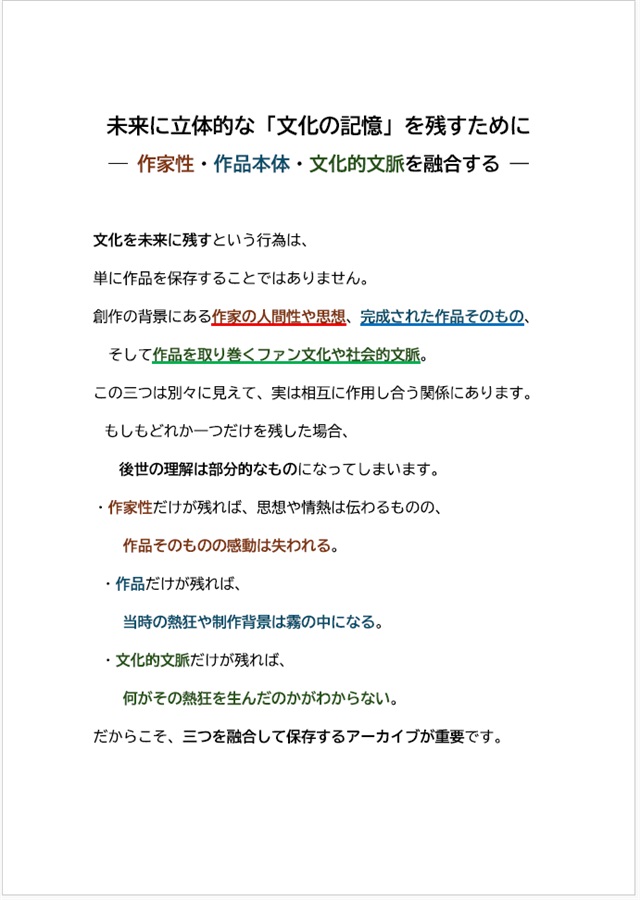 未来に立体的な「文化の記憶」を残すために
― 作家性・作品本体・文化的文脈を融合する ―
文化を未来に残すという行為は、
単に作品を保存することではありません。
創作の背景にある作家の人間性や思想、完成された作品そのもの、
そして作品を取り巻くファン文化や社会的文脈。
この三つは別々に見えて、実は相互に作用し合う関係にあります。
もしもどれか一つだけを残した場合、
後世の理解は部分的なものになってしまいます。
・作家性だけが残れば、思想や情熱は伝わるものの、
作品そのものの感動は失われる。
・作品だけが残れば、
当時の熱狂や制作背景は霧の中になる。
・文化的文脈だけが残れば、
何がその熱狂を生んだのかがわからない。
だからこそ、三つを融合して保存するアーカイブが重要です。